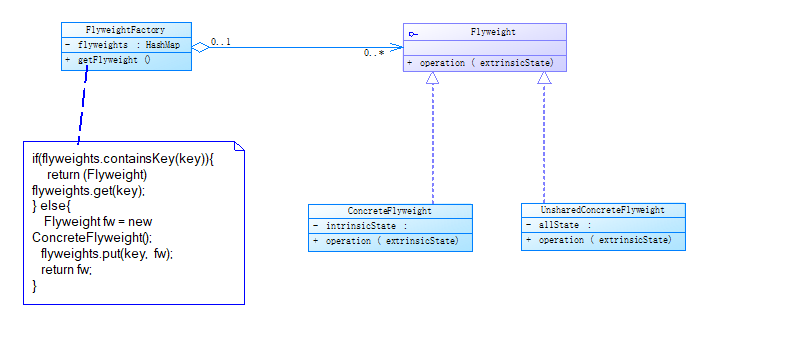 FlyweightFactory
- flyweights : HashMap
+ getFlyweight ()
0..1
0..*
Flyweight
+ operation ( extrinsicState)
if(flyweights.containsKey(key)){
return (Flyweight)
flyweights.get(key);
} else{
Flyweight fw = new
ConcreteFlyweight();
flyweights.put(key, fw);
return fw;
}
ConcreteFlyweight
- intrinsicState :
+ operation ( extrinsicState)
UnsharedConcreteFlyweight
- allState :
+ operation ( extrinsicState)